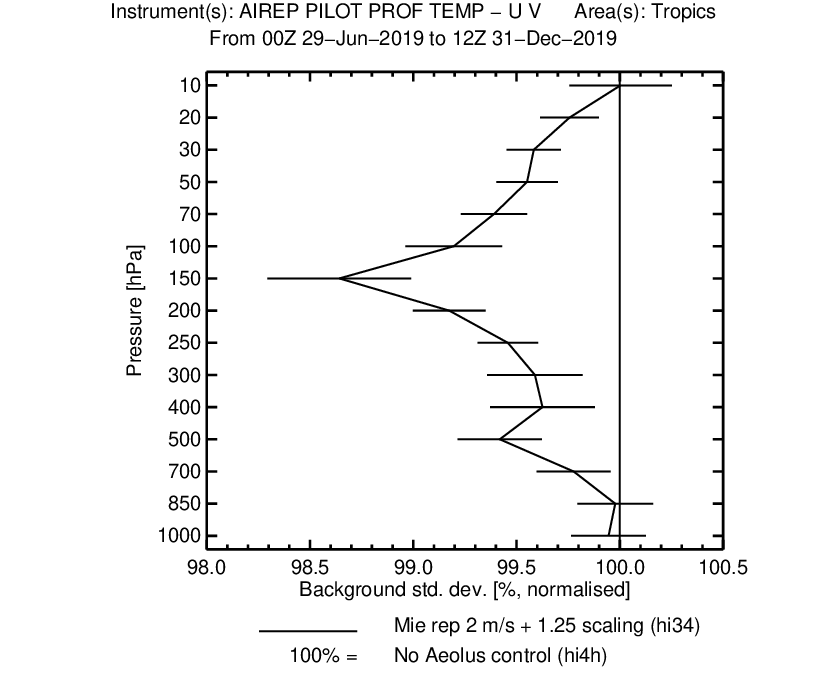 Instrument(s): AIREP PILOT PROF TEMP − U V Area(s): Tropics
From 00Z 29−Jun−2019 to 12Z 31−Dec−2019
10
20
30
50
70
100
150
200
250
300
400
500
700
850
1000
Pressure [hPa]
98.0 98.5 99.0 99.5 100.0 100.5
Background std. dev. [%, normalised]
Mie rep 2 m/s + 1.25 scaling (hi34)
100% = No Aeolus control (hi4h)